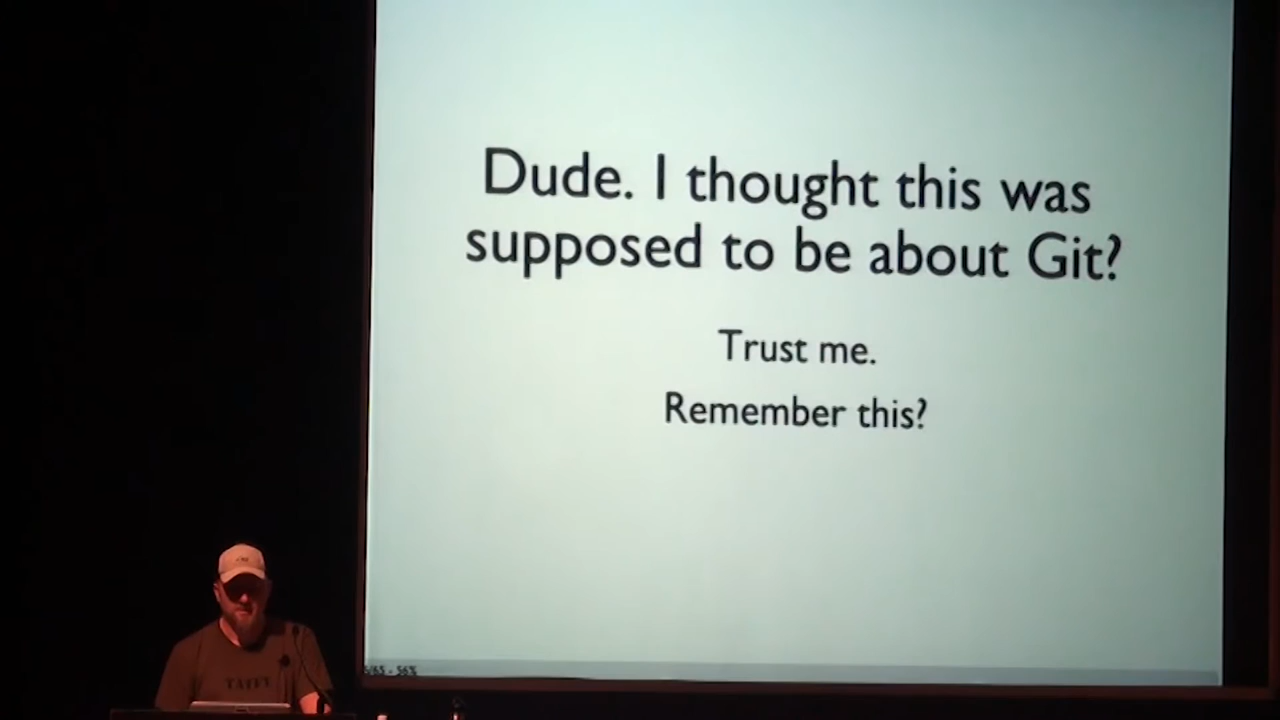 Dude. I thought this was
supposed to be about Git?
Trust me.
Remember this?